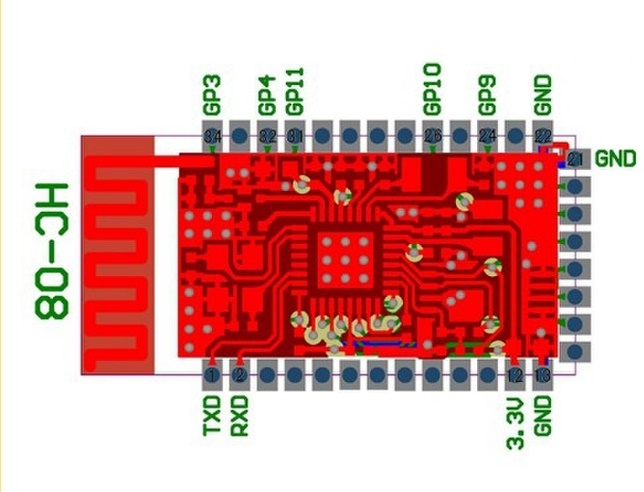 GP3 GP4 GP11 GP10 GP9 GND
34 32 31 26 24 22
21 GND
HC-08
1 2 12 13
TXD RXD 3.3V GND